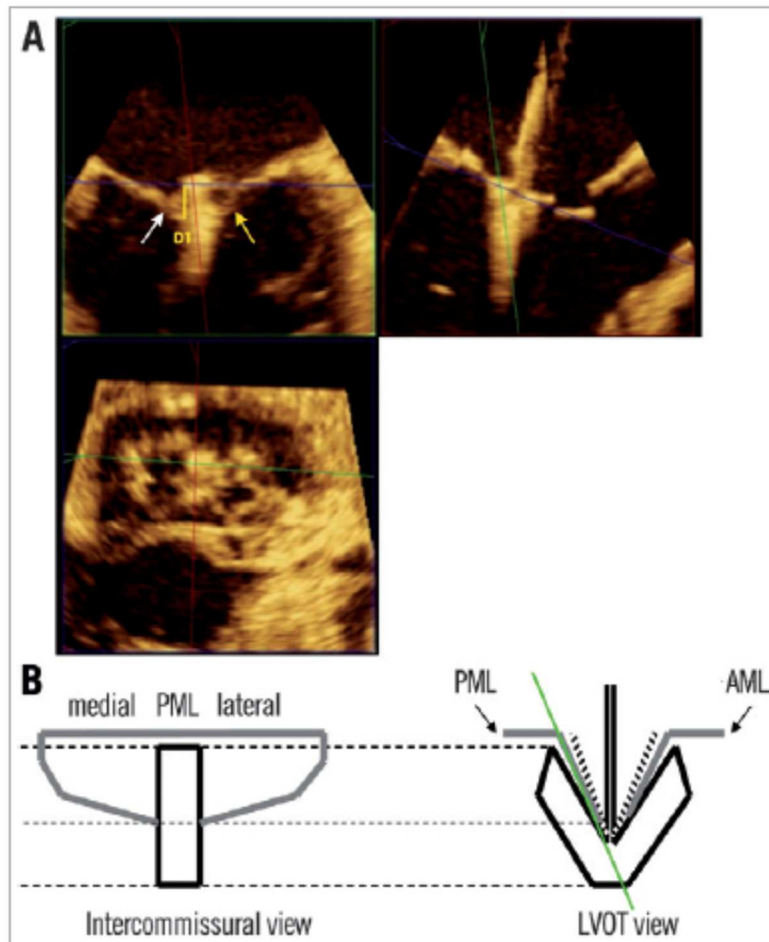 A
D1
B
medial PML lateral
PML
AML
Intercommissural view
LVOT view